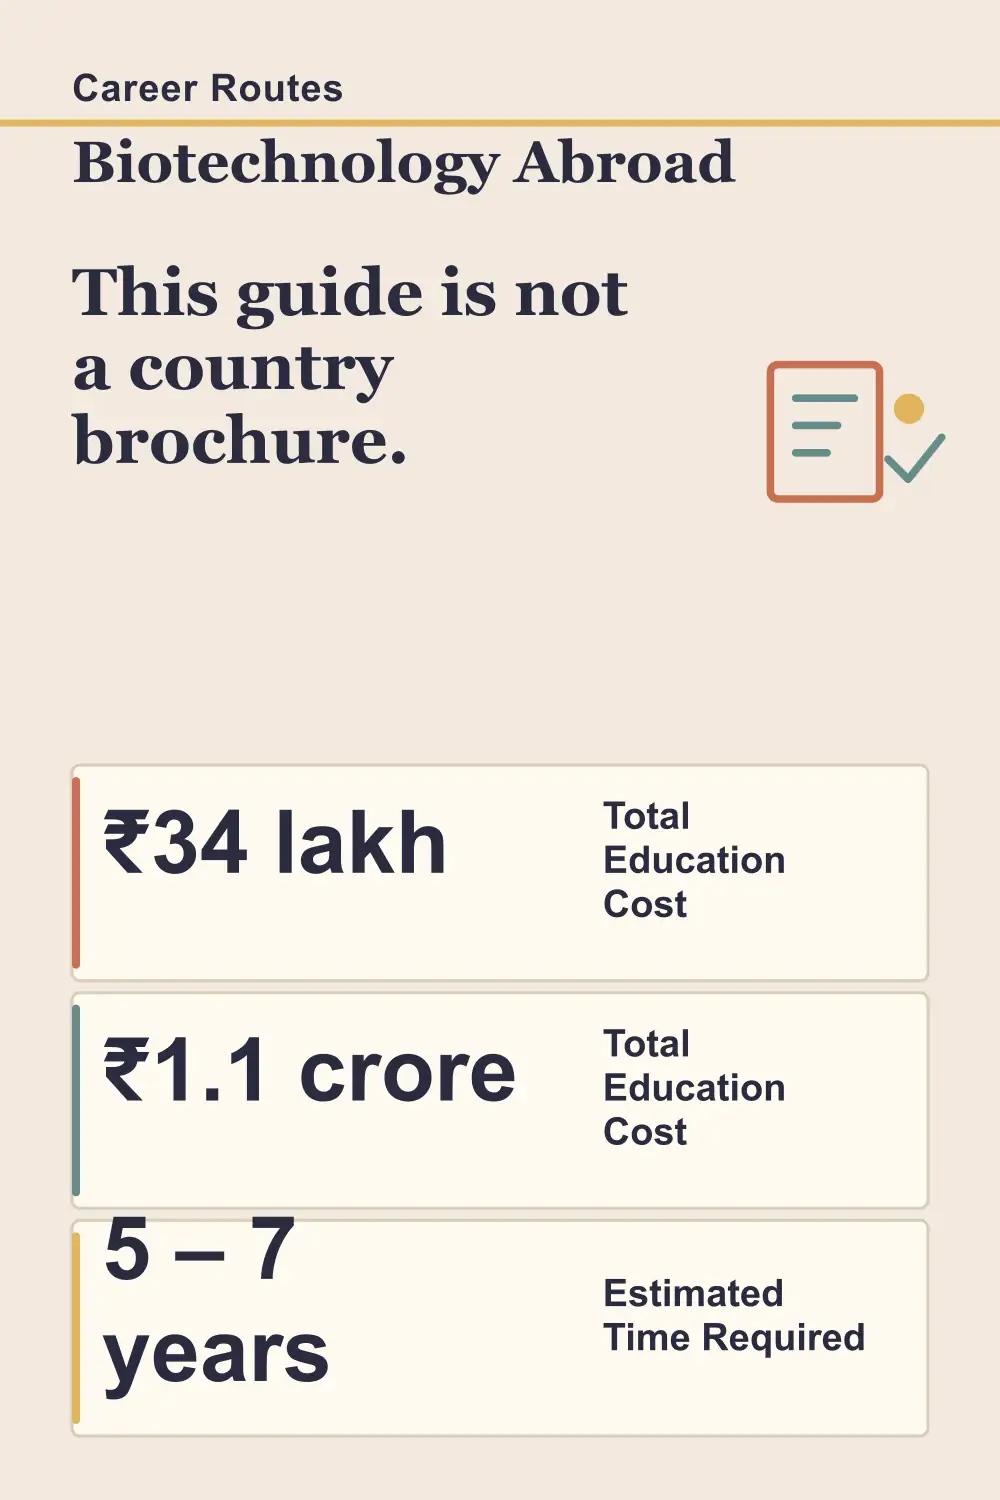 Career Routes
Biotechnology Abroad
This guide is not
a country
brochure.
₹34 lakh
Total
Education
Cost
₹1.1 crore
Total
Education
Cost
5 – 7
years
Estimated
Time Required